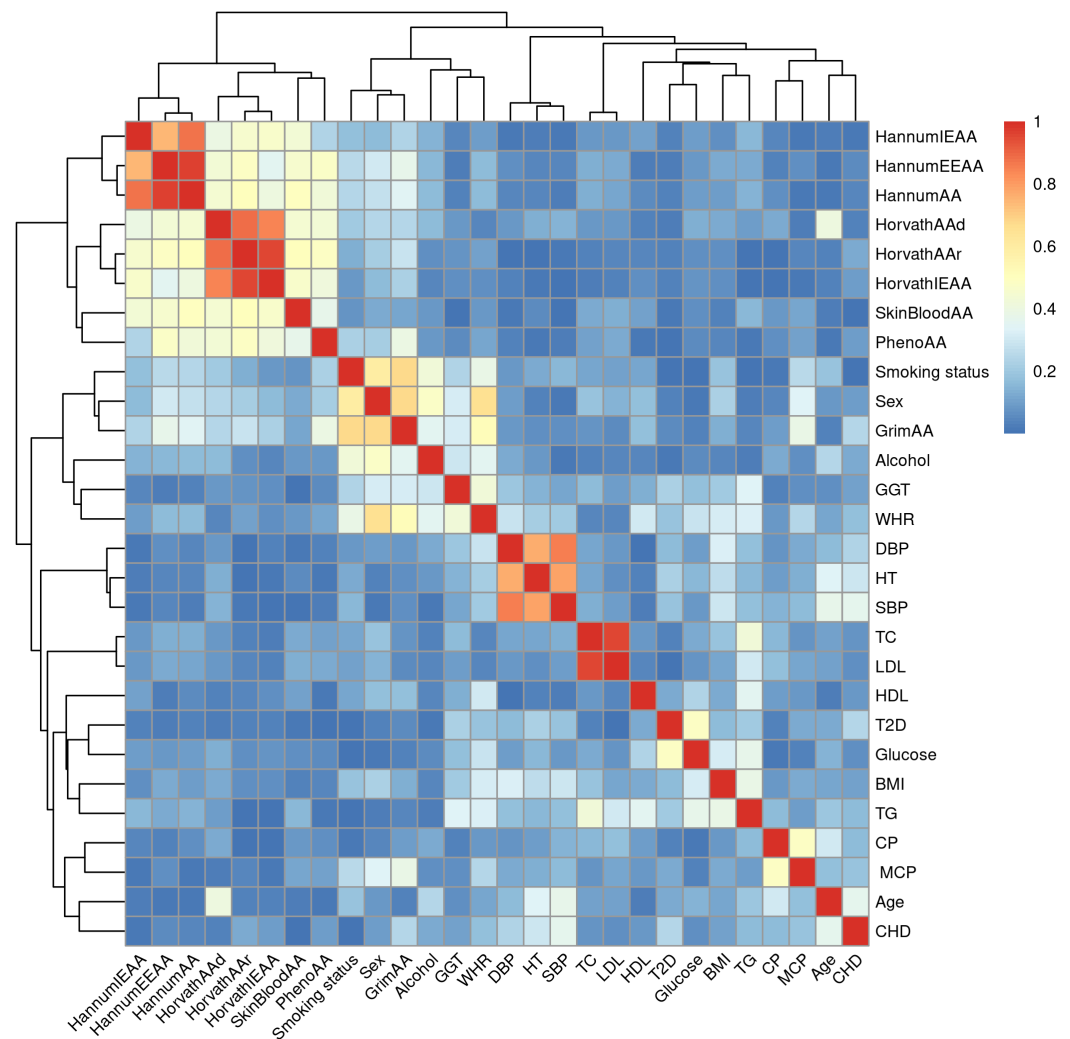 1
0.8
0.6
0.4
0.2
HannumIEAA
HannumEEAA
HannumAA
HorvathAAd
HorvathAAr
HorvathIEAA
SkinBloodAA
PhenoAA
Smoking status
Sex
GrimAA
Alcohol
GGT
WHR
DBP
HT
SBP
TC
LDL
HDL
T2D
Glucose
BMI
TG
CP
MCP
Age
CHD
HannumIEAA
HannumEEAA
HannumAA
HorvathAAd
HorvathAAr
HorvathIEAA
SkinBloodAA
PhenoAA
Smoking status
Sex
GrimAA
Alcohol
GGT
WHR
DBP
HT
SBP
TC
LDL
HDL
T2D
Glucose
BMI
TG
CP
MCP
Age
CHD